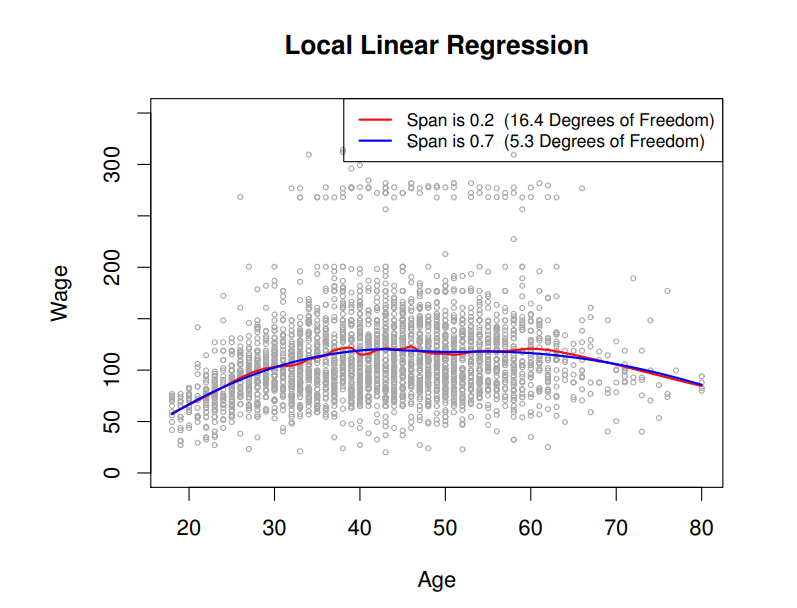 Local Linear Regression
Span is 0.2 (16.4 Degrees of Freedom)
Span is 0.7 (5.3 Degrees of Freedom)
Wage
300
200
100
50
0
20 30 40 50 60 70 80
Age